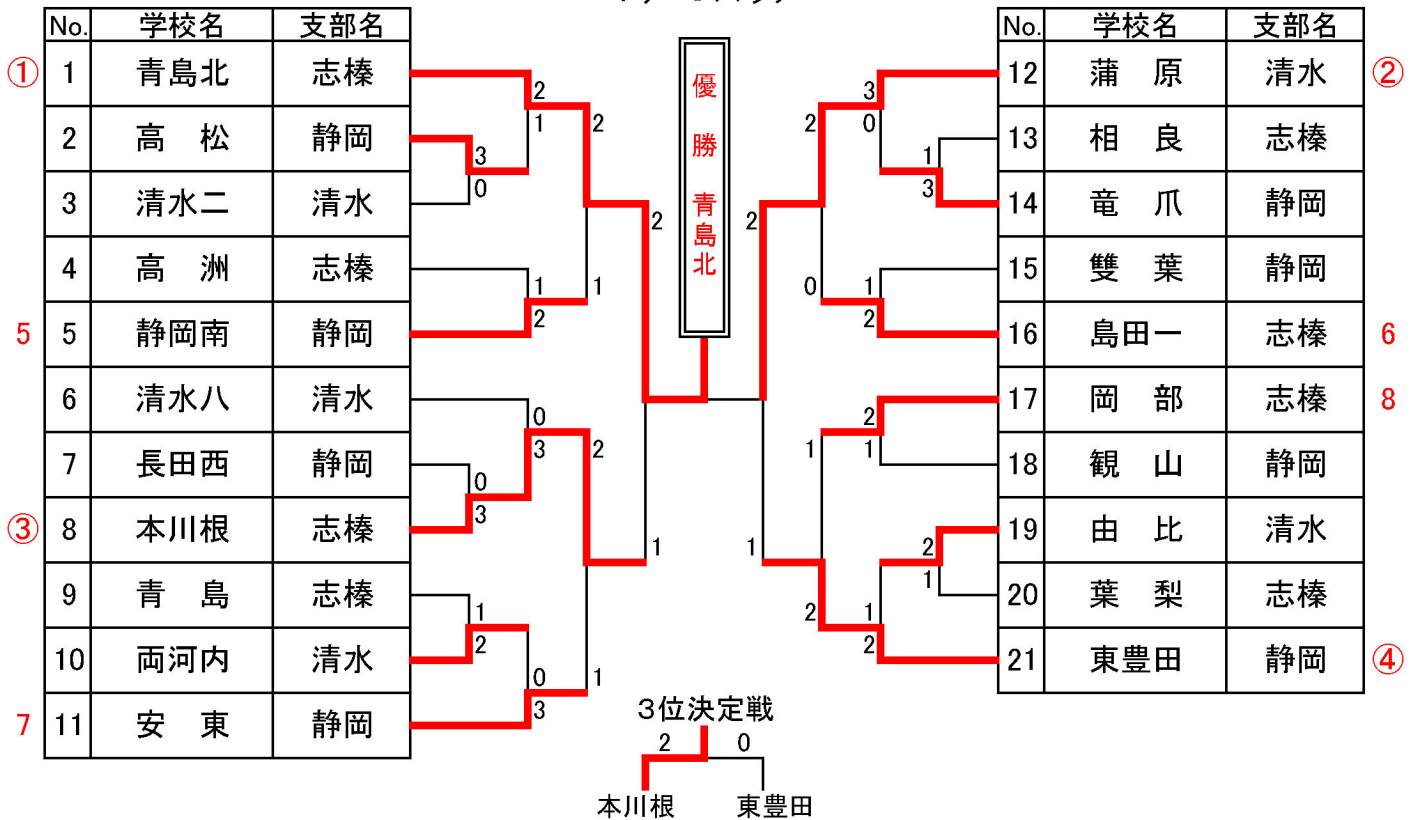 No. 学校名 支部名
① 1 青島北 志榛
2 高 松 静岡
3 清水二 清水
4 高 洲 志榛
5 5 静岡南 静岡
6 清水八 清水
7 長田西 静岡
③ 8 本川根 志榛
9 青 島 志榛
10 両河内 清水
7 11 安 東 静岡
2
1
2
3
0
1
2
1
2
0
3
2
0
3
1
1
2
0
3
1
優勝 青島北
2
3
0
2
1
3
1
2
0
2
1
1
2
1
1
2
2
1
No. 学校名 支部名
12 蒲 原 清水 ②
13 相 良 志榛
14 竜 爪 静岡
15 雙 葉 静岡
16 島田一 志榛 6
17 岡 部 志榛 8
18 観 山 静岡
19 由 比 清水
20 葉 梨 志榛
21 東豊田 静岡 ④
3位決定戦
2 0
本川根 東豊田